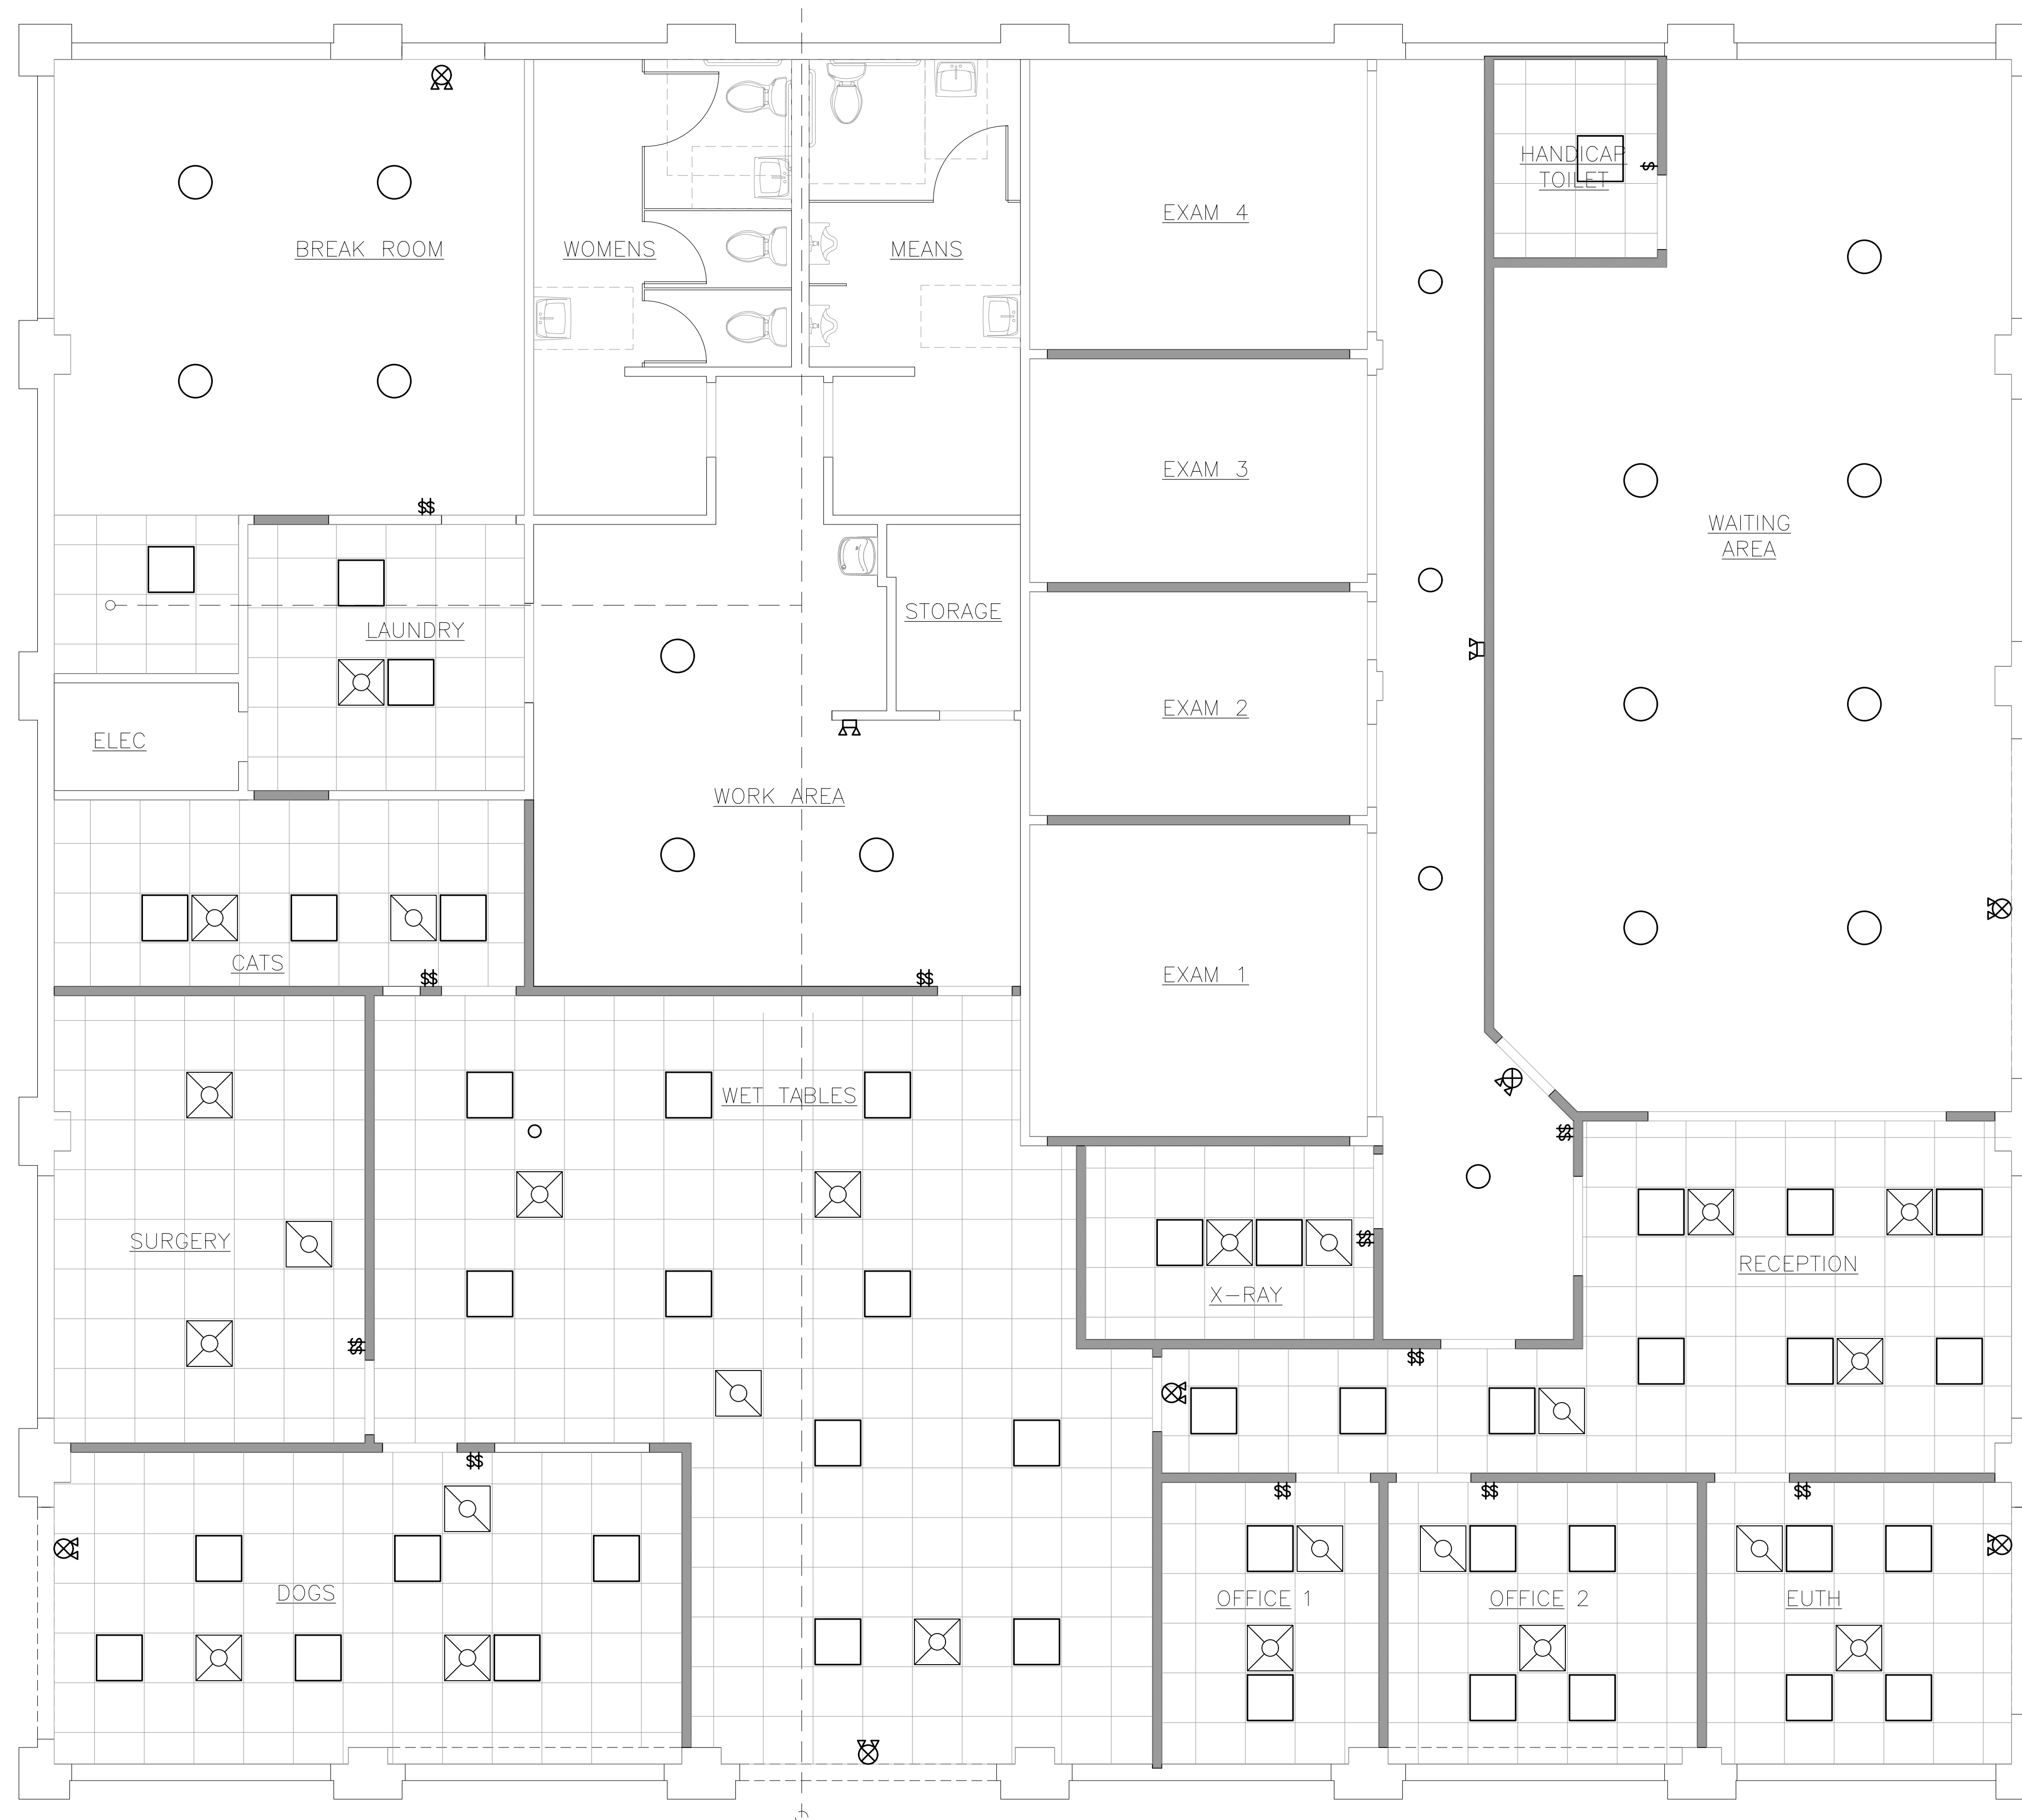 HANDICAP
TOILET
EXAM 4
BREAK ROOM
WOMENS
MEANS
EXAM 3
$$
WAITING
AREA
STORAGE
LAUNDRY
EXAM 2
ELEC
WORK AREA
CATS
EXAM 1
$$
$$
WET TABLES
$$
SURGERY
X-RAY
$$
RECEPTION
$$
$$
$$
$$
$$
$$
DOGS
OFFICE 1
OFFICE 2
EUTH
$